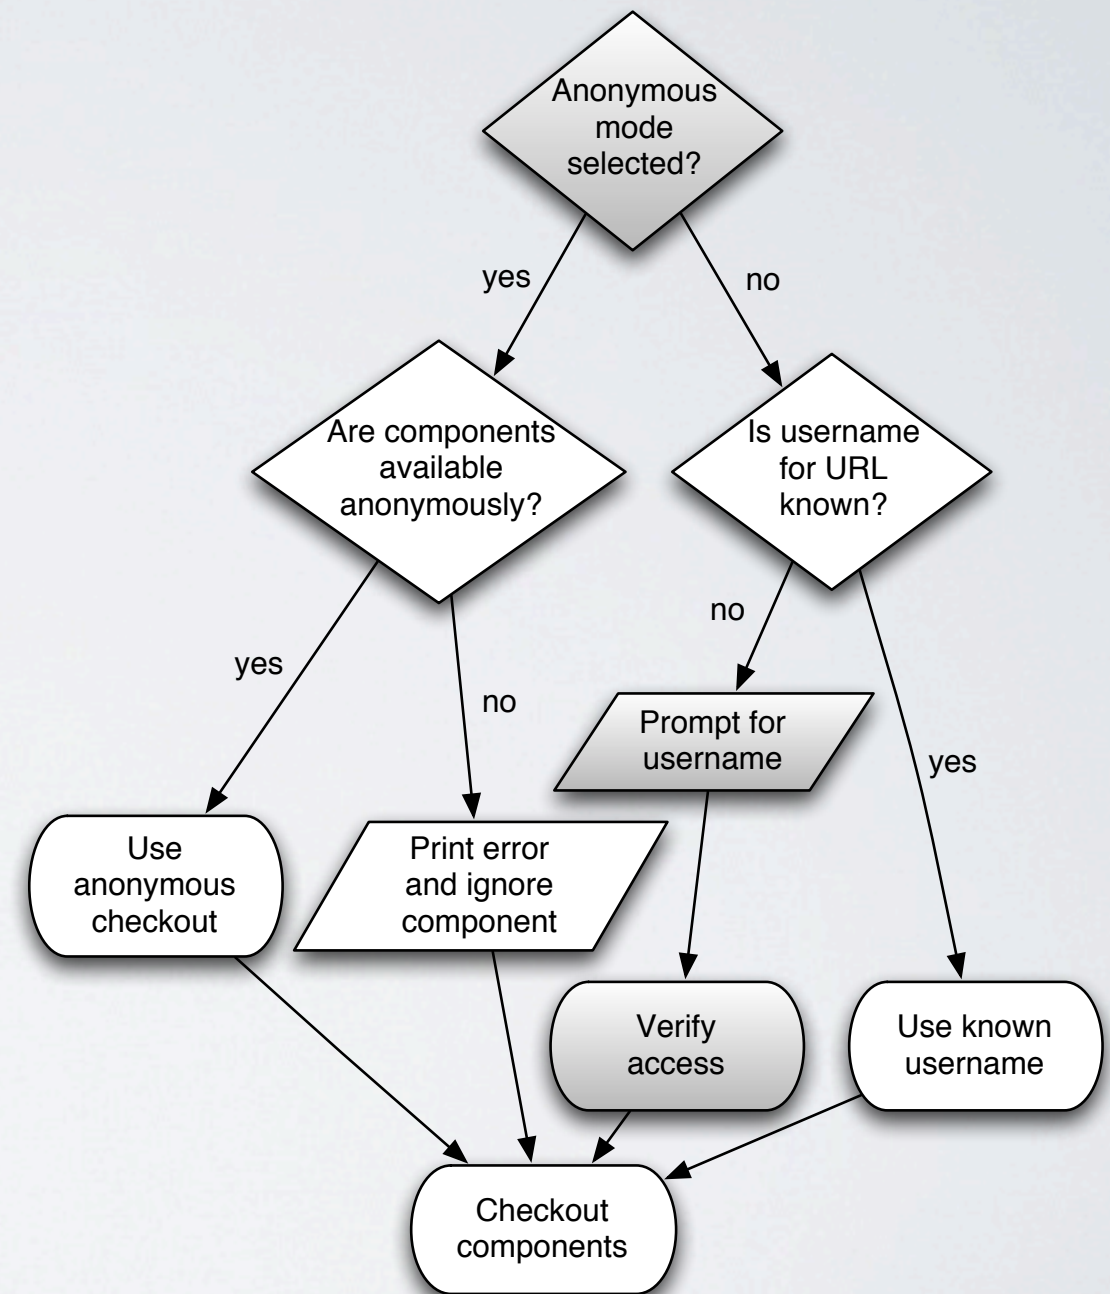 Anonymous
mode
selected?
yes
no
Are components
available
anonymously?
Is username
for URL
known?
no
yes
no
Prompt for
username
yes
Use
anonymous
checkout
Print error
and ignore
component
Verify
access
Use known
username
Checkout
components